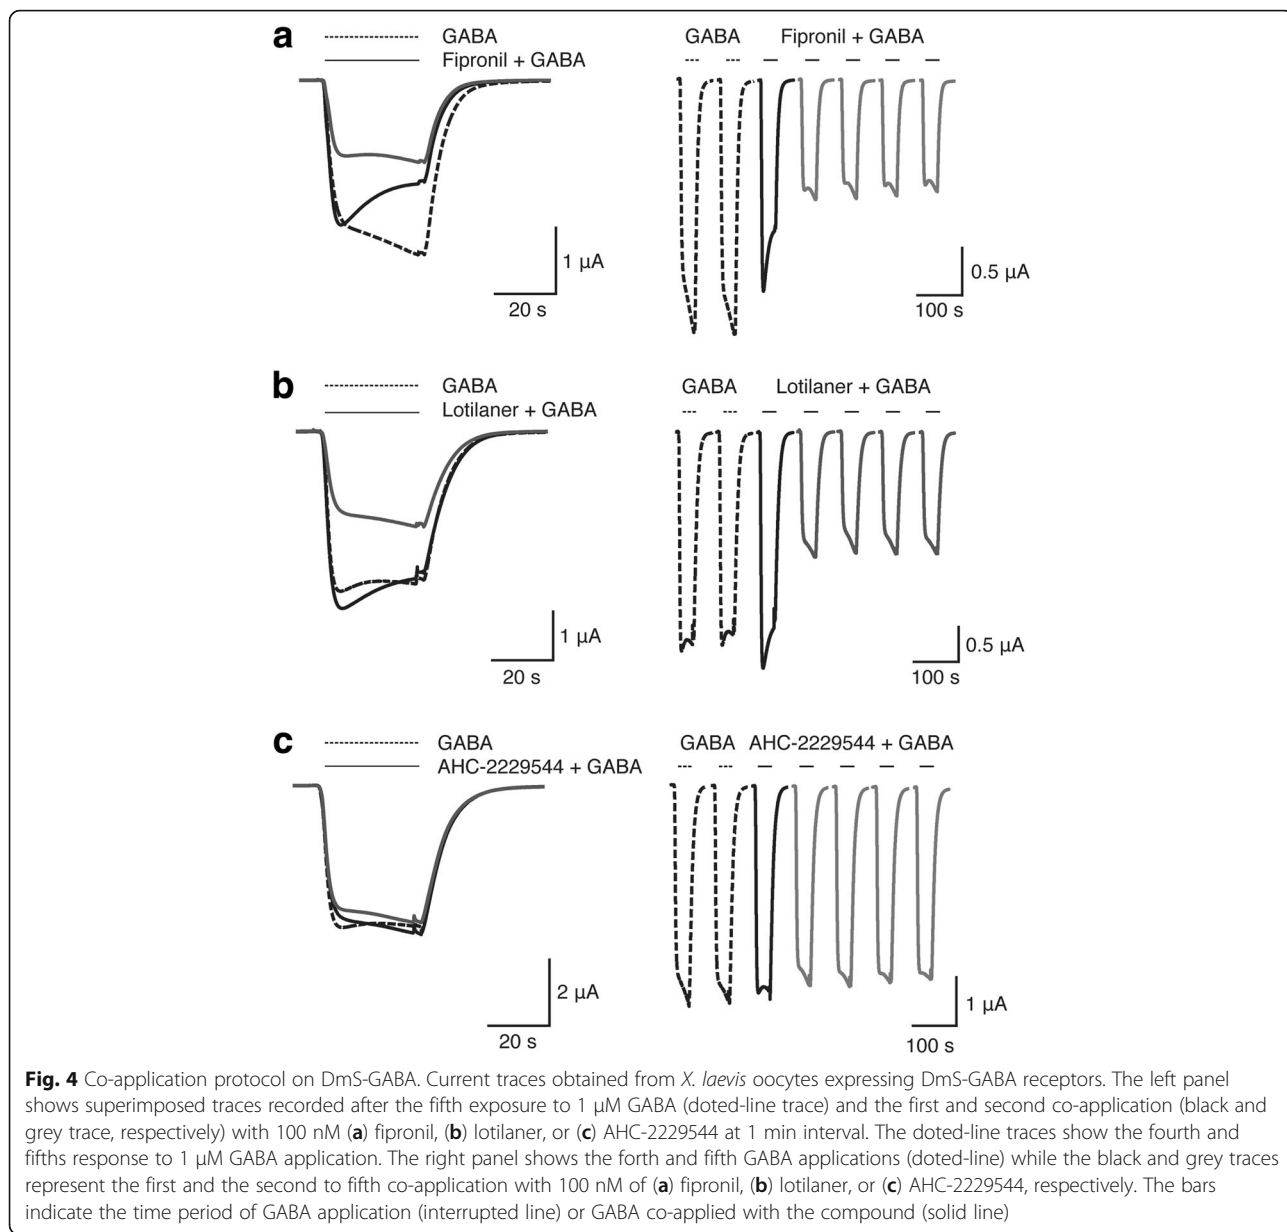 a
GABA
Fipronil + GABA
1 µA
20 s
GABA
Fipronil + GABA
0.5 µA
100 s
b
GABA
Lotilaner + GABA
1 µA
20 s
GABA
Lotilaner + GABA
0.5 µA
100 s
c
GABA
AHC-2229544 + GABA
2 µA
20 s
GABA
AHC-2229544 + GABA
1 µA
100 s
Fig. 4 Co-application protocol on DmS-GABA. Current traces obtained from X. laevis oocytes expressing DmS-GABA receptors. The left panel
shows superimposed traces recorded after the fifth exposure to 1 µM GABA (doted-line trace) and the first and second co-application (black and
grey trace, respectively) with 100 nM (a) fipronil, (b) lotilaner, or (c) AHC-2229544 at 1 min interval. The doted-line traces show the fourth and
fifths response to 1 µM GABA application. The right panel shows the forth and fifth GABA applications (doted-line) while the black and grey traces
represent the first and the second to fifth co-application with 100 nM of (a) fipronil, (b) lotilaner, or (c) AHC-2229544, respectively. The bars
indicate the time period of GABA application (interrupted line) or GABA co-applied with the compound (solid line)